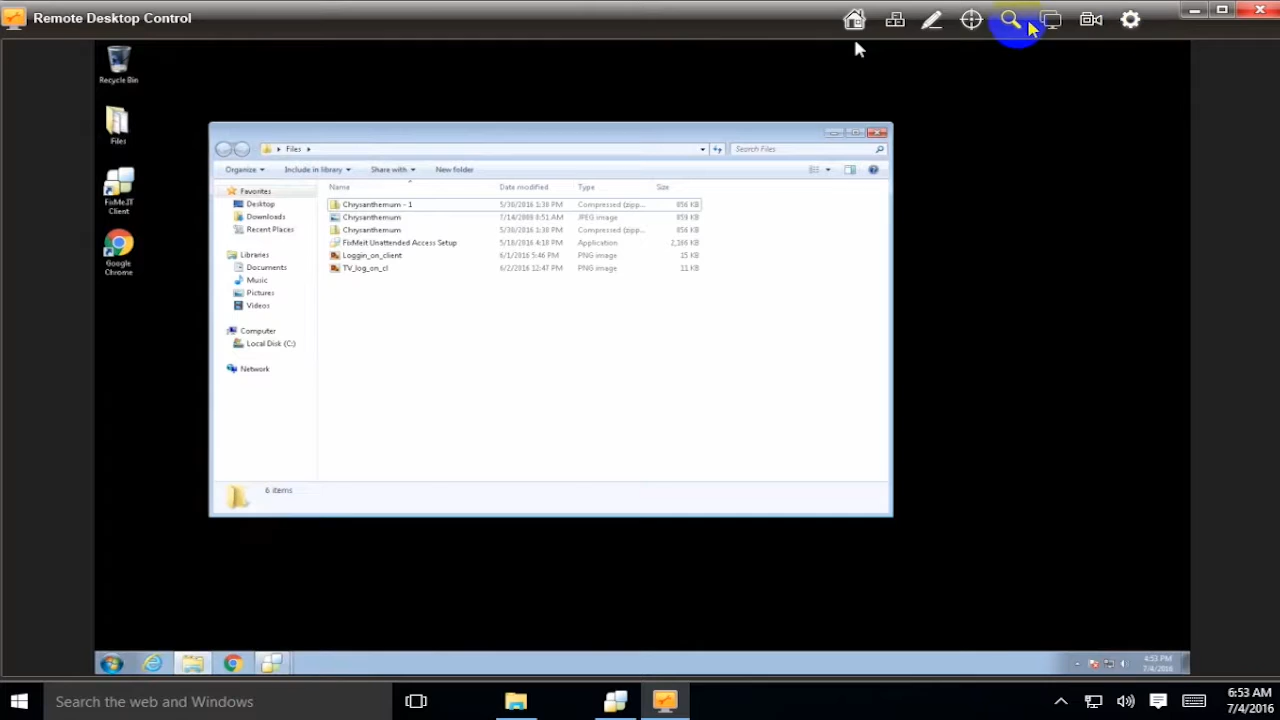 Remote Desktop Control
Recycle Bin
Files
FixMe.IT
Client
Google
Chrome
Files
Search Files
Organize
Include in library
Share with
New folder
Name
Date modified
Type
Size
Favorites
Desktop
Downloads
Recent Places
Libraries
Documents
Music
Pictures
Videos
Computer
Local Disk (C:)
Network
Chrysanthemum - 1 5/30/2016 1:38 PM Compressed (zipp... 856 KB
Chrysanthemum 7/14/2009 8:51 AM JPEG image 859 KB
Chrysanthemum 5/30/2016 1:38 PM Compressed (zipp... 856 KB
FixMeit Unattended Access Setup 5/18/2016 4:18 PM Application 2,166 KB
Loggin_on_client 6/1/2016 5:46 PM PNG image 15 KB
TV_log_on_cl 6/2/2016 12:47 PM PNG image 11 KB
6 items
4:53 PM
7/4/2016
Search the web and Windows
6:53 AM
7/4/2016